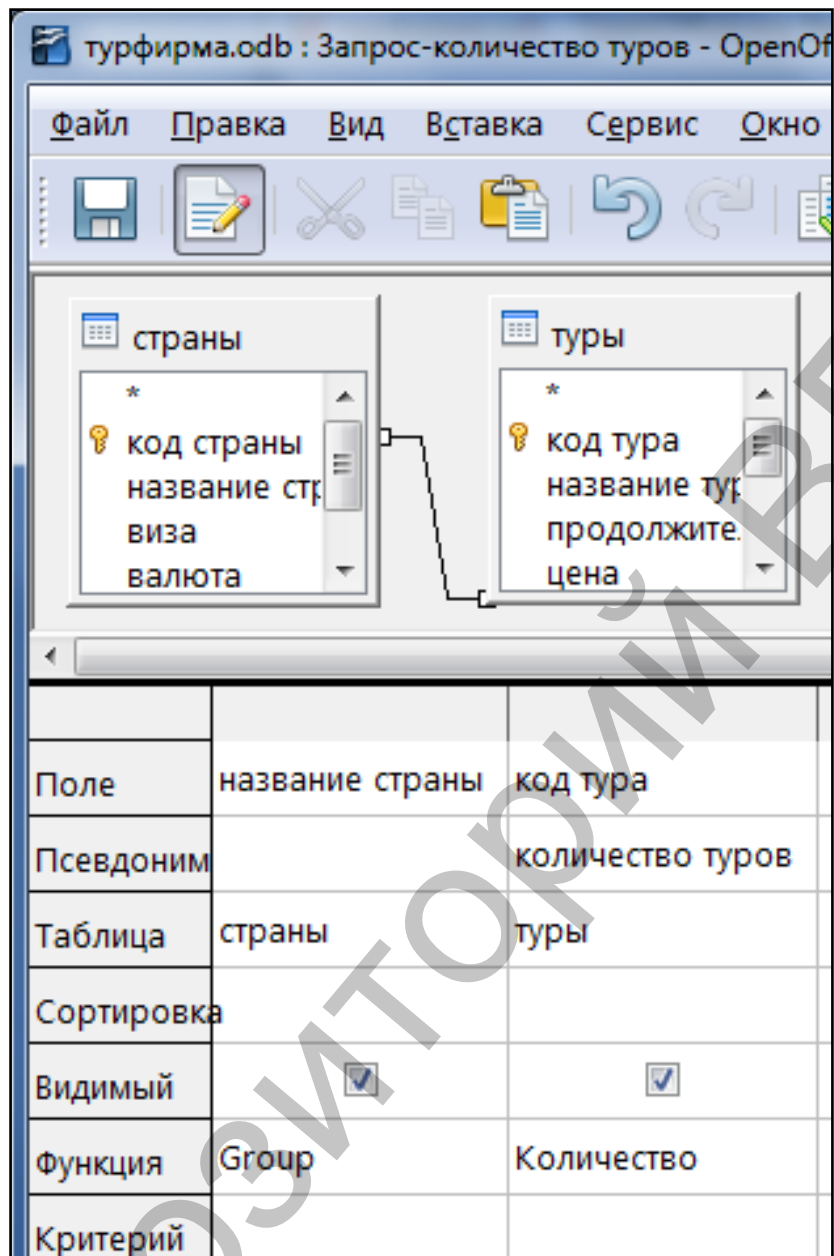 турфирма.odb : Запрос-количество туров - OpenOf
Файл Правка Вид Вставка Сервис Окно
страны
*
код страны
название стр
виза
валюта
туры
*
код тура
название тур
продолжите.
цена
Поле название страны код тура
Псевдоним количество туров
Таблица страны туры
Сортировка
Видимый
Функция Group Количество
Критерий
ОЗИТОРИЙ В